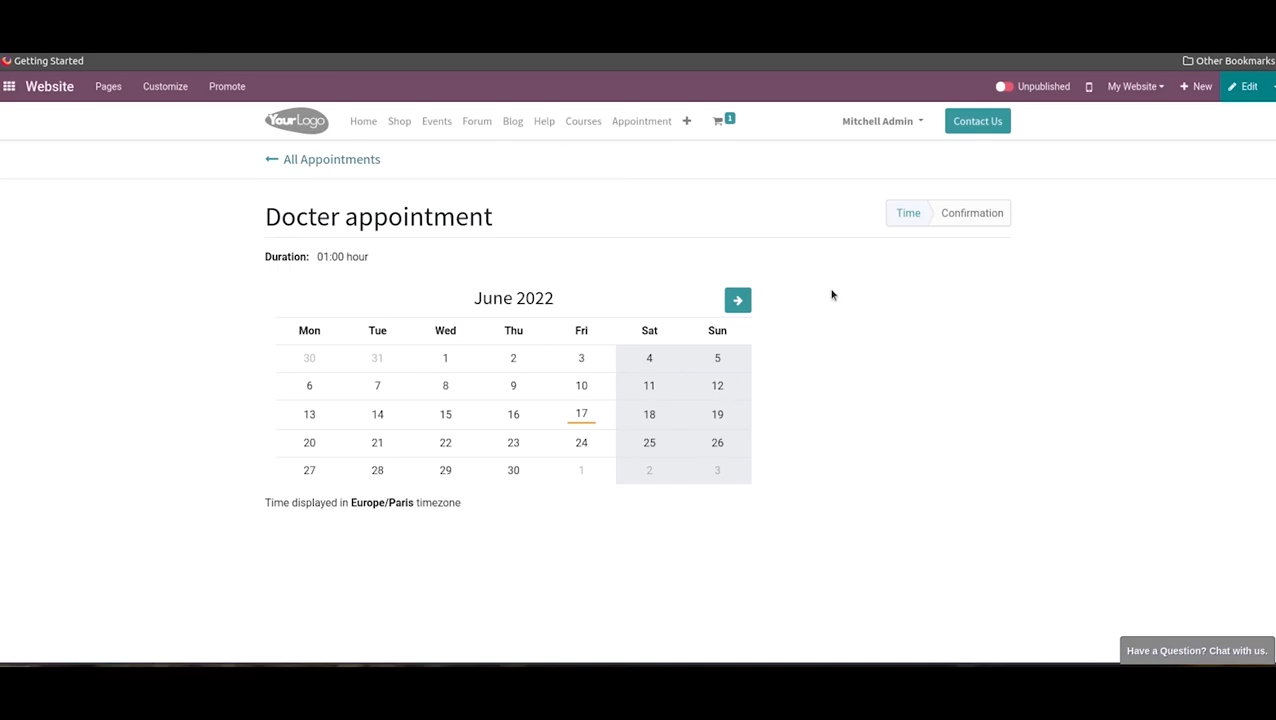 Getting Started Other Bookmarks
Website Pages Customize Promote Unpublished My Website + New Edit
YourLogo Home Shop Events Forum Blog Help Courses Appointment + 1 Mitchell Admin Contact Us
← All Appointments
Docter appointment Time Confirmation
Duration: 01:00 hour
June 2022 →
Mon Tue Wed Thu Fri Sat Sun
30 31 1 2 3 4 5
6 7 8 9 10 11 12
13 14 15 16 17 18 19
20 21 22 23 24 25 26
27 28 29 30 1 2 3
Time displayed in Europe/Paris timezone
Have a Question? Chat with us.